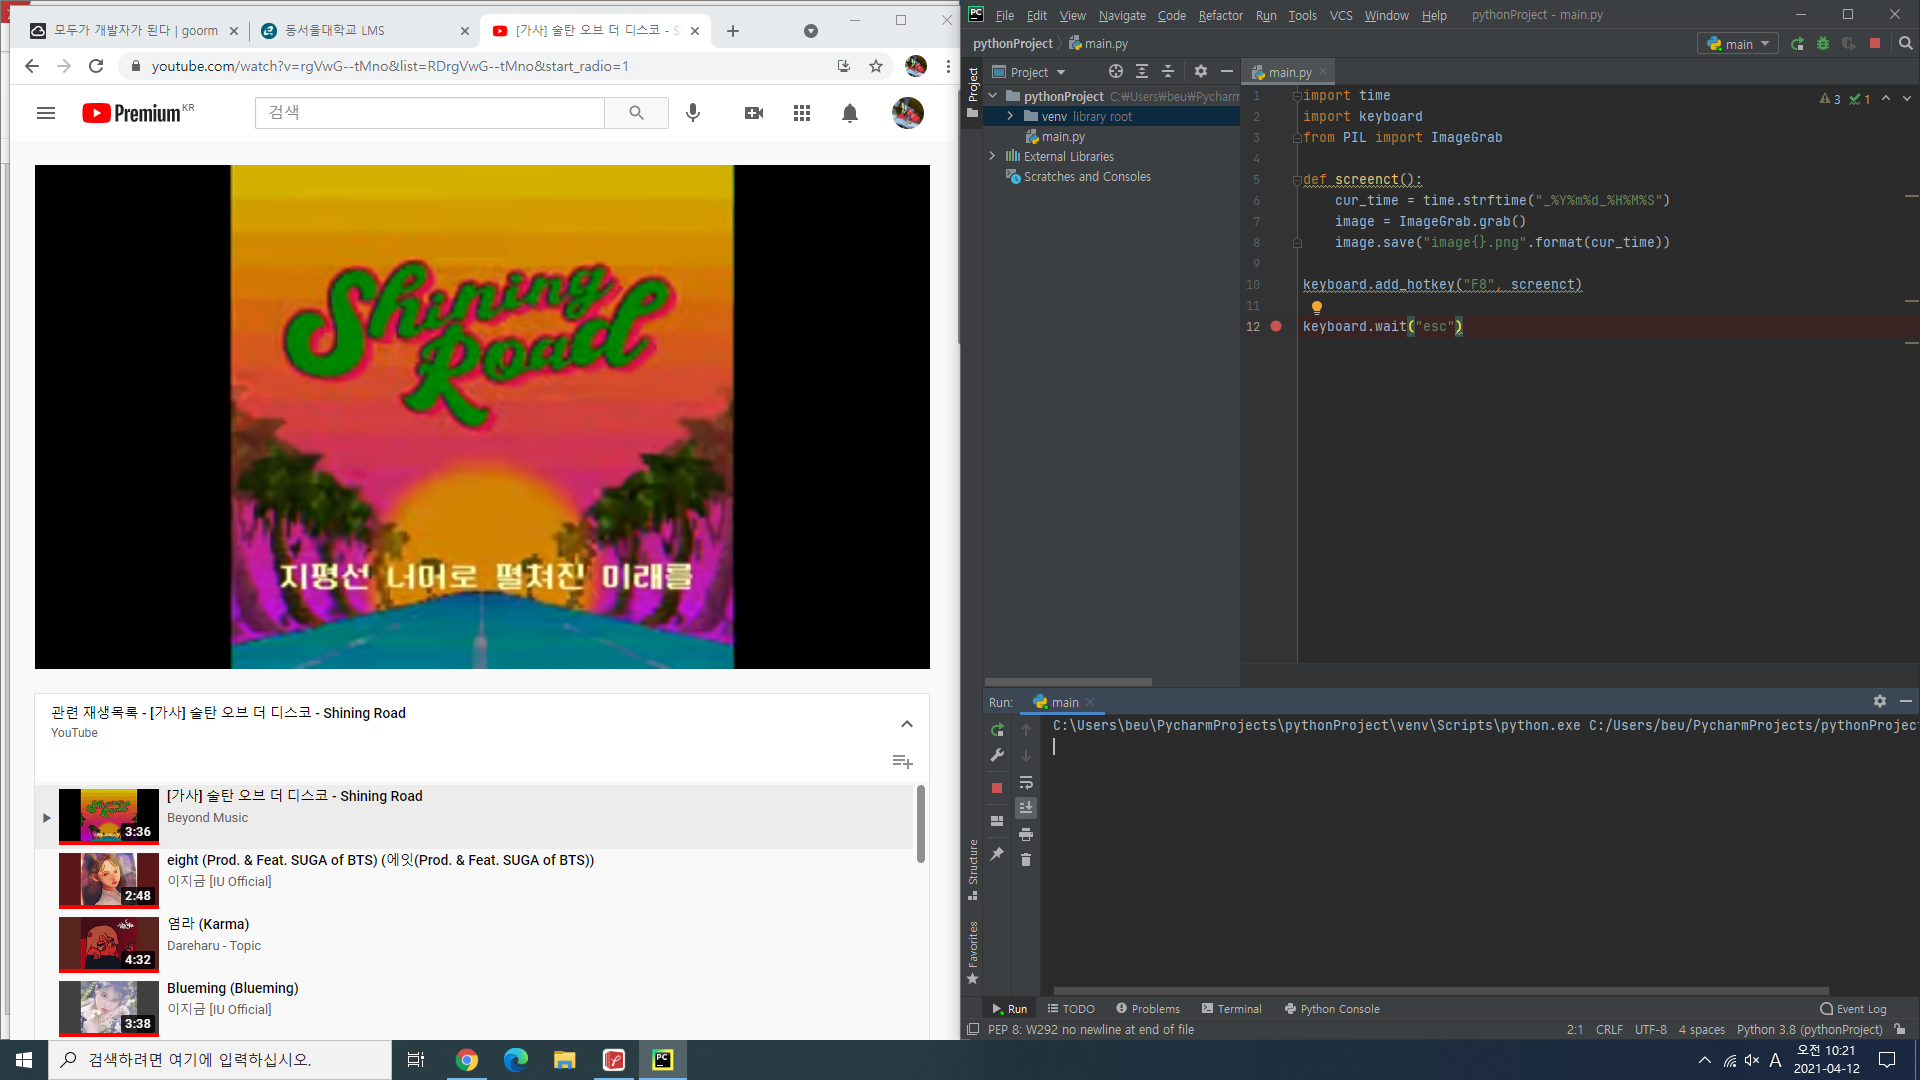 모두가 개발자가 된다 | goorm
동서울대학교 LMS
[가사] 술탄 오브 더 디스코 - S
youtube.com/watch?v=rgVwG--tMno&list=RDrgVwG--tMno&start_radio=1
Premium KR
검색
Shining
Road
지평선 너머로 펼쳐진 미래를
관련 재생목록 - [가사] 술탄 오브 더 디스코 - Shining Road
YouTube
[가사] 술탄 오브 더 디스코 - Shining Road
Beyond Music
3:36
eight (Prod. & Feat. SUGA of BTS) (에잇(Prod. & Feat. SUGA of BTS))
이지금 [IU Official]
2:48
염라 (Karma)
Dareharu - Topic
4:32
Blueming (Blueming)
이지금 [IU Official]
3:38
PC File Edit View Navigate Code Refactor Run Tools VCS Window Help pythonProject - main.py
pythonProject main.py
main
Project
Project
main.py
pythonProject C:₩Users₩beu₩Pycharm
venv library root
main.py
External Libraries
Scratches and Consoles
3 1
1 import time
2 import keyboard
3 from PIL import ImageGrab
4
5 def screenct():
6 cur_time = time.strftime("_%Y%m%d_%H%M%S")
7 image = ImageGrab.grab()
8 image.save("image{}.png".format(cur_time))
9
10 keyboard.add_hotkey("F8", screenct)
11
12 keyboard.wait("esc")
Run: main
C:\Users\beu\PycharmProjects\pythonProject\venv\Scripts\python.exe C:/Users/beu/PycharmProjects/pythonProjec
Structure
Favorites
Run TODO Problems Terminal Python Console Event Log
PEP 8: W292 no newline at end of file
2:1 CRLF UTF-8 4 spaces Python 3.8 (pythonProject)
검색하려면 여기에 입력하십시오.
PC
A
오전 10:21
2021-04-12